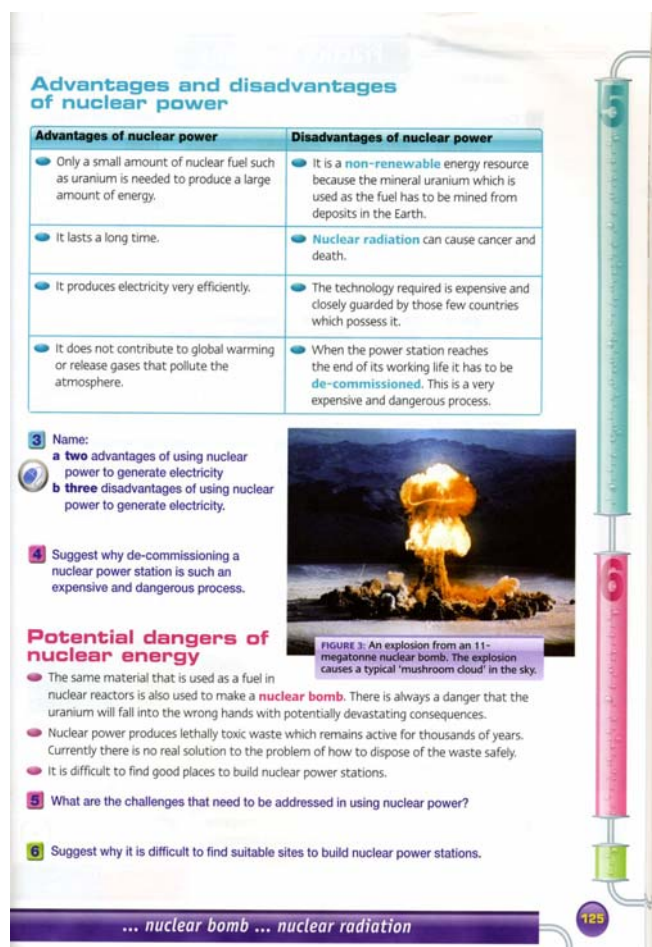 Advantages and disadvantages
of nuclear power
Advantages of nuclear power
Only a small amount of nuclear fuel such
as uranium is needed to produce a large
amount of energy.
It lasts a long time.
It produces electricity very efficiently.
It does not contribute to global warming
or release gases that pollute the
atmosphere.
Disadvantages of nuclear power
It is a non-renewable energy resource
because the mineral uranium which is
used as the fuel has to be mined from
deposits in the Earth.
Nuclear radiation can cause cancer and
death.
The technology required is expensive and
closely guarded by those few countries
which possess it.
When the power station reaches
the end of its working life it has to be
de-commissioned. This is a very
expensive and dangerous process.
3 Name:
a two advantages of using nuclear
power to generate electricity
b three disadvantages of using nuclear
power to generate electricity.
4 Suggest why de-commissioning a
nuclear power station is such an
expensive and dangerous process.
FIGURE 3: An explosion from an 11-
megatonne nuclear bomb. The explosion
causes a typical 'mushroom cloud' in the sky.
Potential dangers of
nuclear energy
The same material that is used as a fuel in
nuclear reactors is also used to make a nuclear bomb. There is always a danger that the
uranium will fall into the wrong hands with potentially devastating consequences.
Nuclear power produces lethally toxic waste which remains active for thousands of years.
Currently there is no real solution to the problem of how to dispose of the waste safely.
It is difficult to find good places to build nuclear power stations.
5 What are the challenges that need to be addressed in using nuclear power?
6 Suggest why it is difficult to find suitable sites to build nuclear power stations.
... nuclear bomb ... nuclear radiation
125
5
6